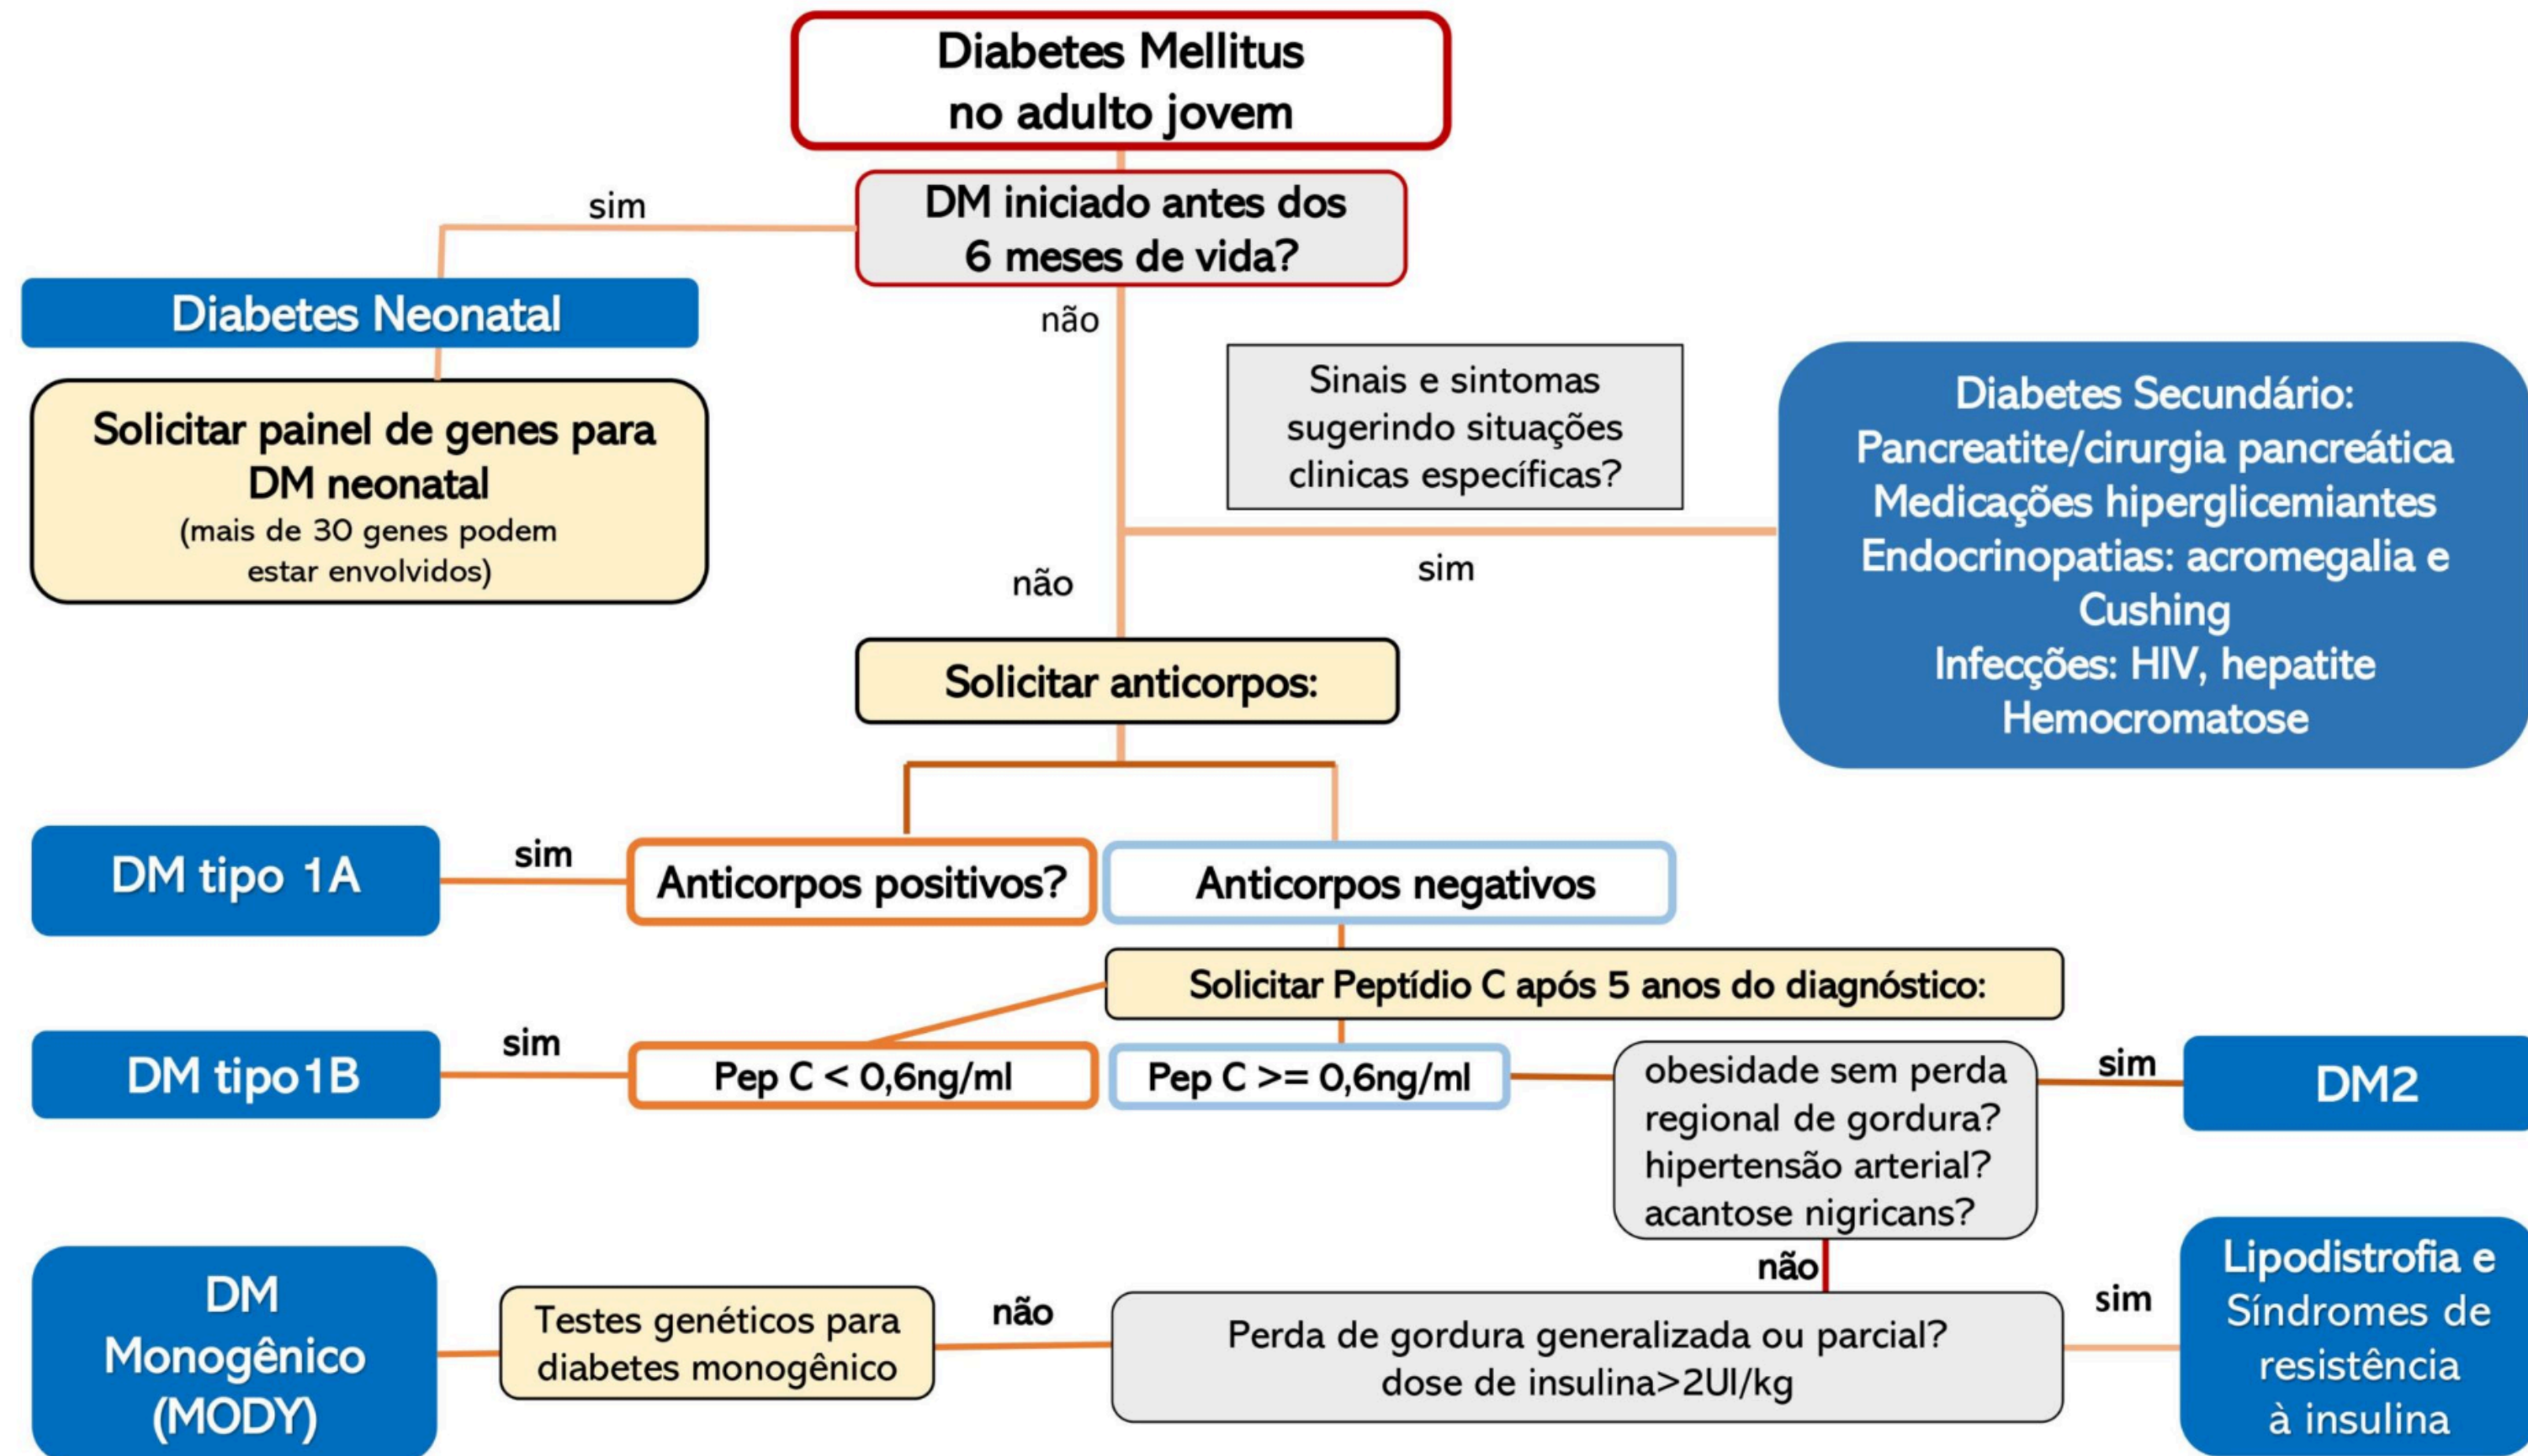 Diabetes Mellitus
no adulto jovem
sim
DM iniciado antes dos
6 meses de vida?
Diabetes Neonatal
não
Solicitar painel de genes para
DM neonatal
(mais de 30 genes podem
estar envolvidos)
Sinais e sintomas
sugerindo situações
clinicas específicas?
Diabetes Secundário:
Pancreatite/cirurgia pancreática
Medicações hiperglicemiantes
Endocrinopatias: acromegalia e
Cushing
Infecções: HIV, hepatite
Hemocromatose
não
sim
Solicitar anticorpos:
DM tipo 1A
sim
Anticorpos positivos?
Anticorpos negativos
Solicitar Peptídio C após 5 anos do diagnóstico:
DM tipo1B
sim
Pep C < 0,6ng/ml
Pep C >= 0,6ng/ml
obesidade sem perda
regional de gordura?
hipertensão arterial?
acantose nigricans?
sim
DM2
não
DM
Monogênico
(MODY)
Testes genéticos para
diabetes monogênico
não
Perda de gordura generalizada ou parcial?
dose de insulina>2UI/kg
sim
Lipodistrofia e
Síndromes de
resistência
à insulina